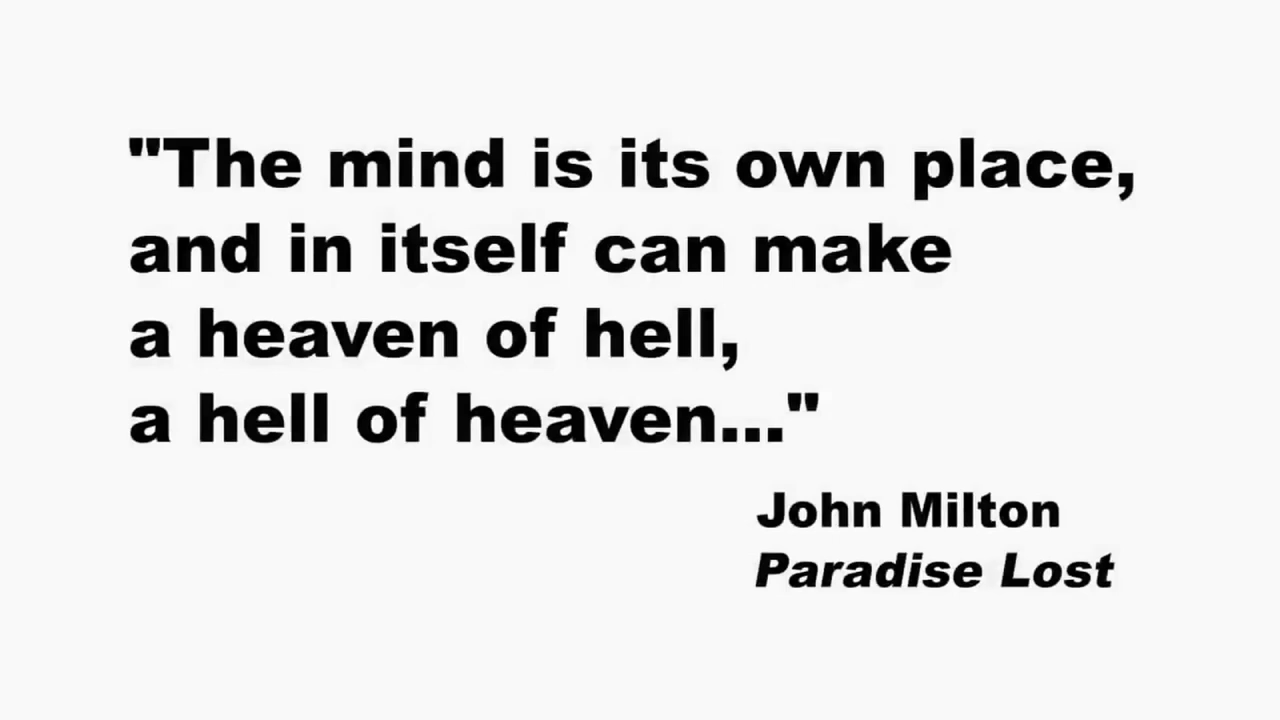 "The mind is its own place,
and in itself can make
a heaven of hell,
a hell of heaven..."
John Milton
Paradise Lost